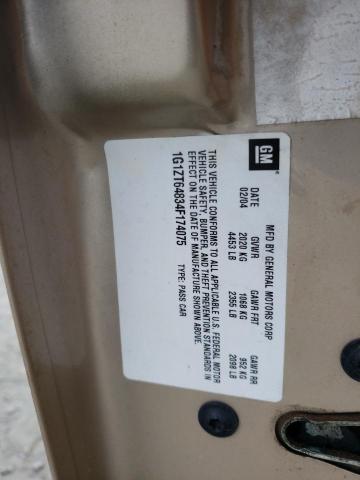 GM
MFD BY GENERAL MOTORS CORP
DATE GVWR GAWR FRT GAWR RR
02/04 2020 KG 1068 KG 952 KG
4453 LB 2355 LB 2098 LB
THIS VEHICLE CONFORMS TO ALL APPLICABLE U.S. FEDERAL MOTOR
VEHICLE SAFETY, BUMPER, AND THEFT PREVENTION STANDARDS IN
EFFECT ON THE DATE OF MANUFACTURE SHOWN ABOVE.
1G1ZT64834F174075 TYPE: PASS CAR